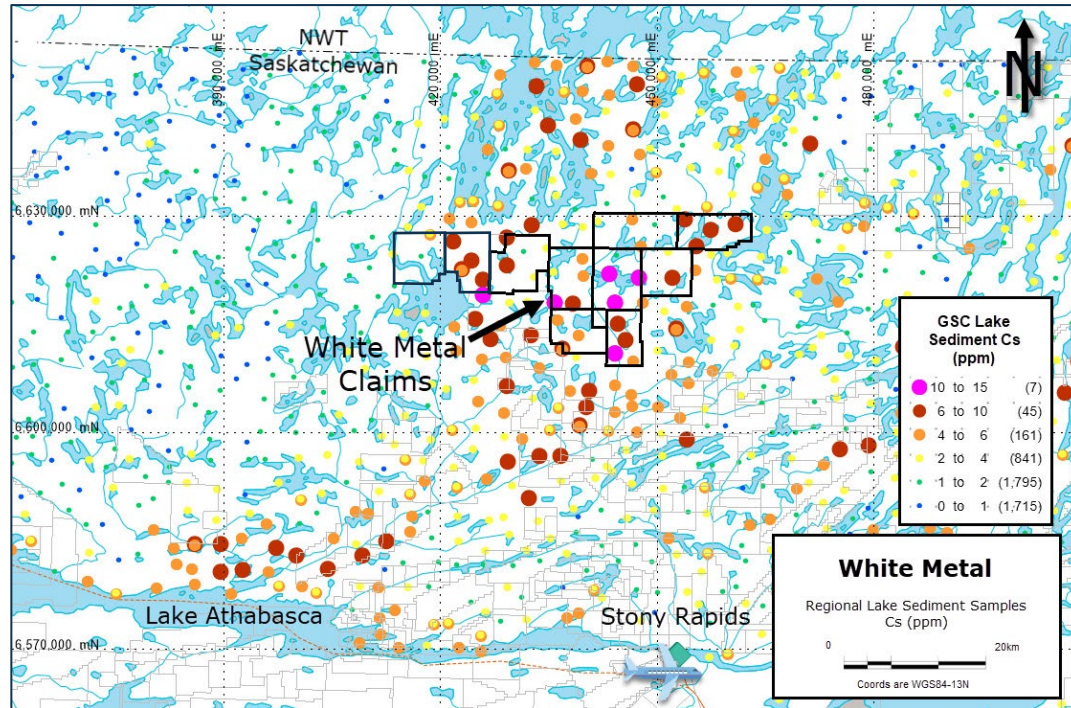 NWT
Saskatchewan
390,000 mE
420,000 mE
450,000 mE
480,000 mE
N
6,630,000 mN
White Metal
Claims
6,600,000 mN
GSC Lake
Sediment Cs
(ppm)
10 to 15 (7)
6 to 10 (45)
4 to 6 (161)
2 to 4 (841)
1 to 2 (1,795)
0 to 1 (1,715)
Lake Athabasca
Stony Rapids
6,570,000 mN
White Metal
Regional Lake Sediment Samples
Cs (ppm)
0 20km
Coords are WGS84-13N